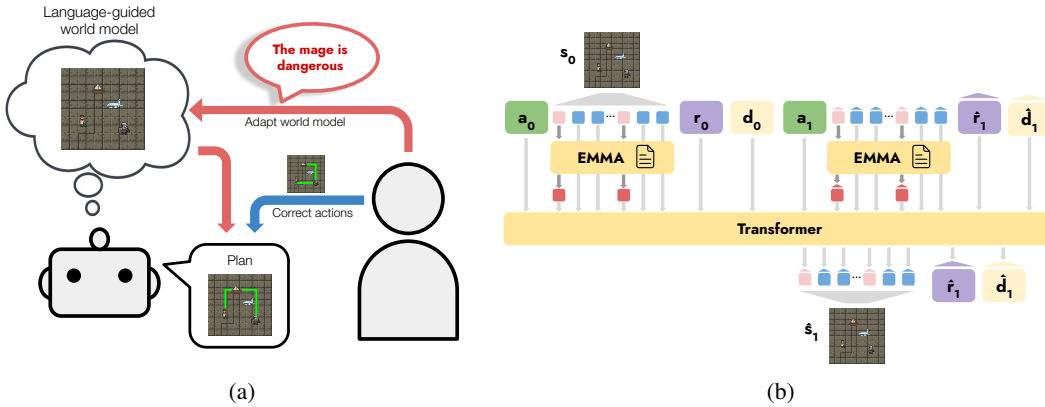 Language-guided
world model
The mage is
dangerous
Adapt world model
Correct actions
Plan
(a)
s₀
a₀
...
r₀
d₀
a₁
...
r̂₁
d̂₁
EMMA
EMMA
Transformer
...
r̂₁
d̂₁
ŝ₁
(b)